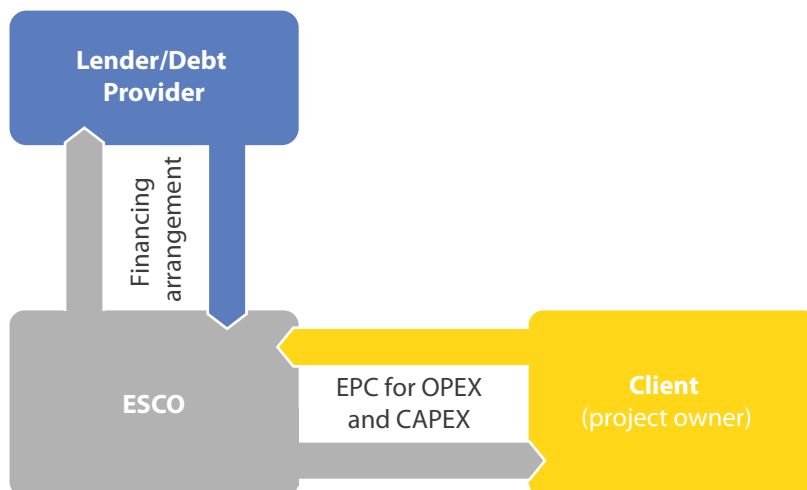 Lender/Debt
Provider
Financing
arrangement
ESCO
EPC for OPEX
and CAPEX
Client
(project owner)